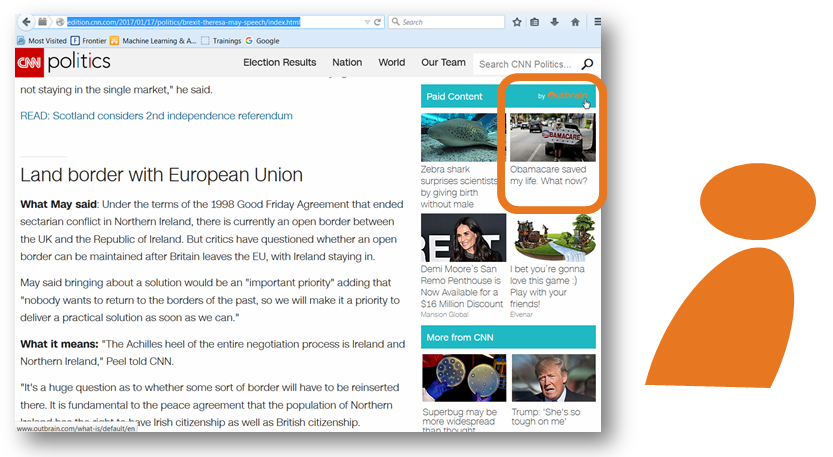 edition.cnn.com/2017/01/17/politics/brexit-theresa-may-speech/index.html
Search
Most Visited Frontier Machine Learning & A... Trainings Google
CNN politics Election Results Nation World Our Team Search CNN Politics...
not staying in the single market," he said.
READ: Scotland considers 2nd independence referendum
Land border with European Union
What May said: Under the terms of the 1998 Good Friday Agreement that ended
sectarian conflict in Northern Ireland, there is currently an open border between
the UK and the Republic of Ireland. But critics have questioned whether an open
border can be maintained after Britain leaves the EU, with Ireland staying in.
May said bringing about a solution would be an "important priority" adding that
"nobody wants to return to the borders of the past, so we will make it a priority to
deliver a practical solution as soon as we can."
What it means: "The Achilles heel of the entire negotiation process is Ireland and
Northern Ireland," Peel told CNN.
"It's a huge question as to whether some sort of border will have to be reinserted
there. It is fundamental to the peace agreement that the population of Northern
Ireland has the right to have Irish citizenship as well as British citizenship.
www.outbrain.com/what-is/default/en
Paid Content by Outbrain
OBAMACARE
Zebra shark
surprises scientists
by giving birth
without male
Obamacare saved
my life. What now?
Demi Moore's San
Remo Penthouse is
Now Available for a
$16 Million Discount
Mansion Global
I bet you're gonna
love this game :)
Play with your
friends!
Elvenar
More from CNN
Superbug may be
more widespread
than thought
Trump: 'She's so
tough on me'